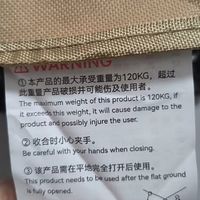 WARNING
①本产品的最大承受重量为120KG，超过
此重量产品破损并可能伤及使用者。
The maximum weight of this product is 120KG, if
it exceeds this weight, it will cause damage to the
product and possibly injure the user.
②收合时小心夹手。
Be careful with your hands when closing.
③该产品需在平地完全打开后使用。
This product needs to be used after the flat ground
is fully opened.